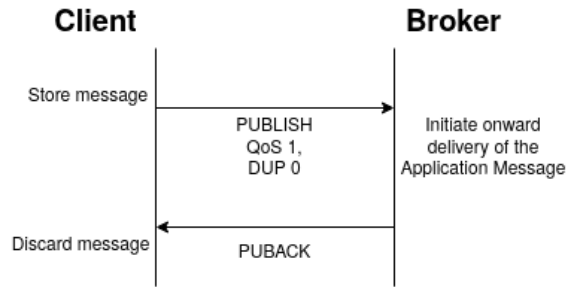 Client
Broker
Store message
PUBLISH
QoS 1,
DUP 0
Initiate onward
delivery of the
Application Message
Discard message
PUBACK